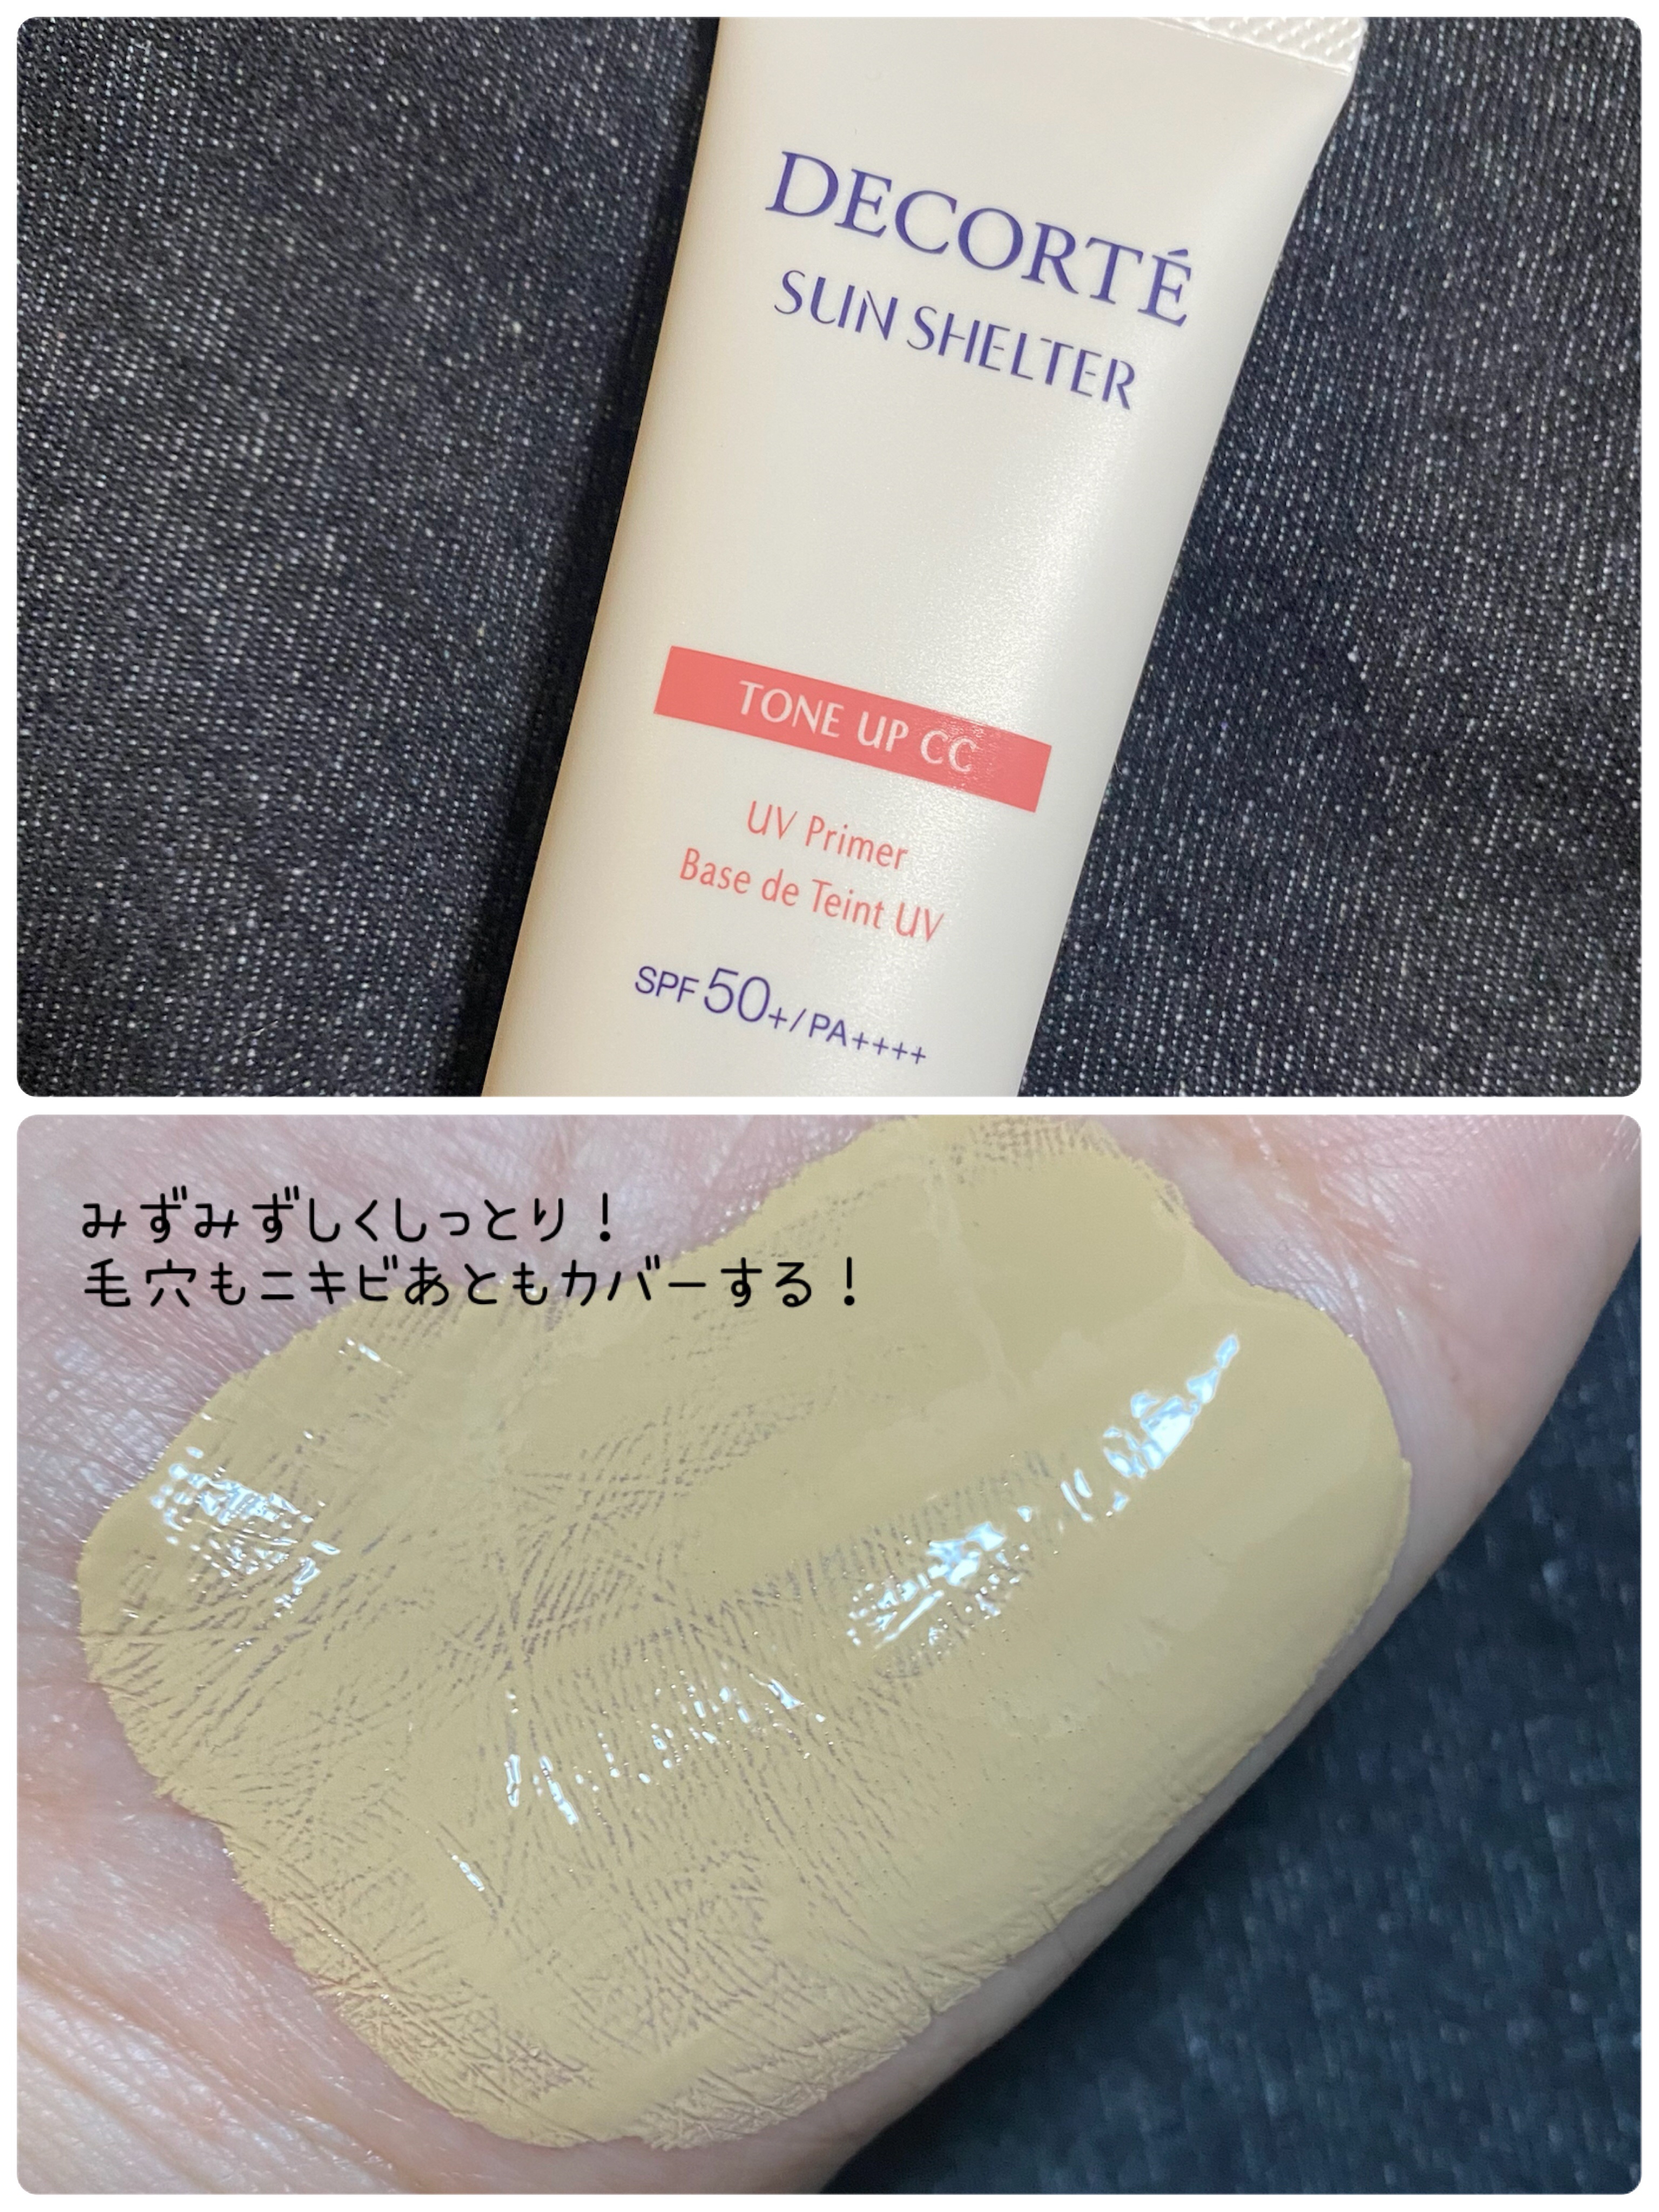 DECORTÉ
SUN SHELTER
TONE UP CC
UV Primer
Base de Teint UV
SPF50+/PA++++
みずみずしくしっとり！
毛穴もニキビあともカバーする！